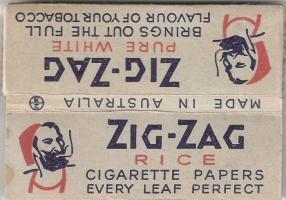 BRINGS OUT THE FULL
FLAVOUR OF YOUR TOBACCO
PURE WHITE
ZIG-ZAG
MADE IN AUSTRALIA
ZIG-ZAG
RICE
CIGARETTE PAPERS
EVERY LEAF PERFECT